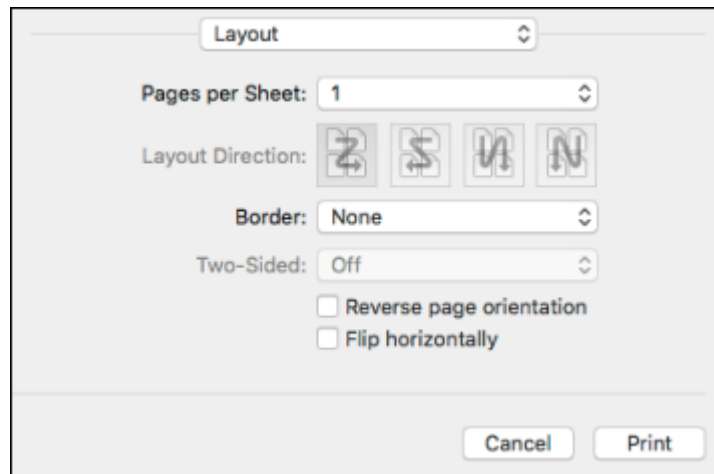 Layout
Pages per Sheet: 1
Layout Direction:
Border: None
Two-Sided: Off
Reverse page orientation
Flip horizontally
Cancel Print